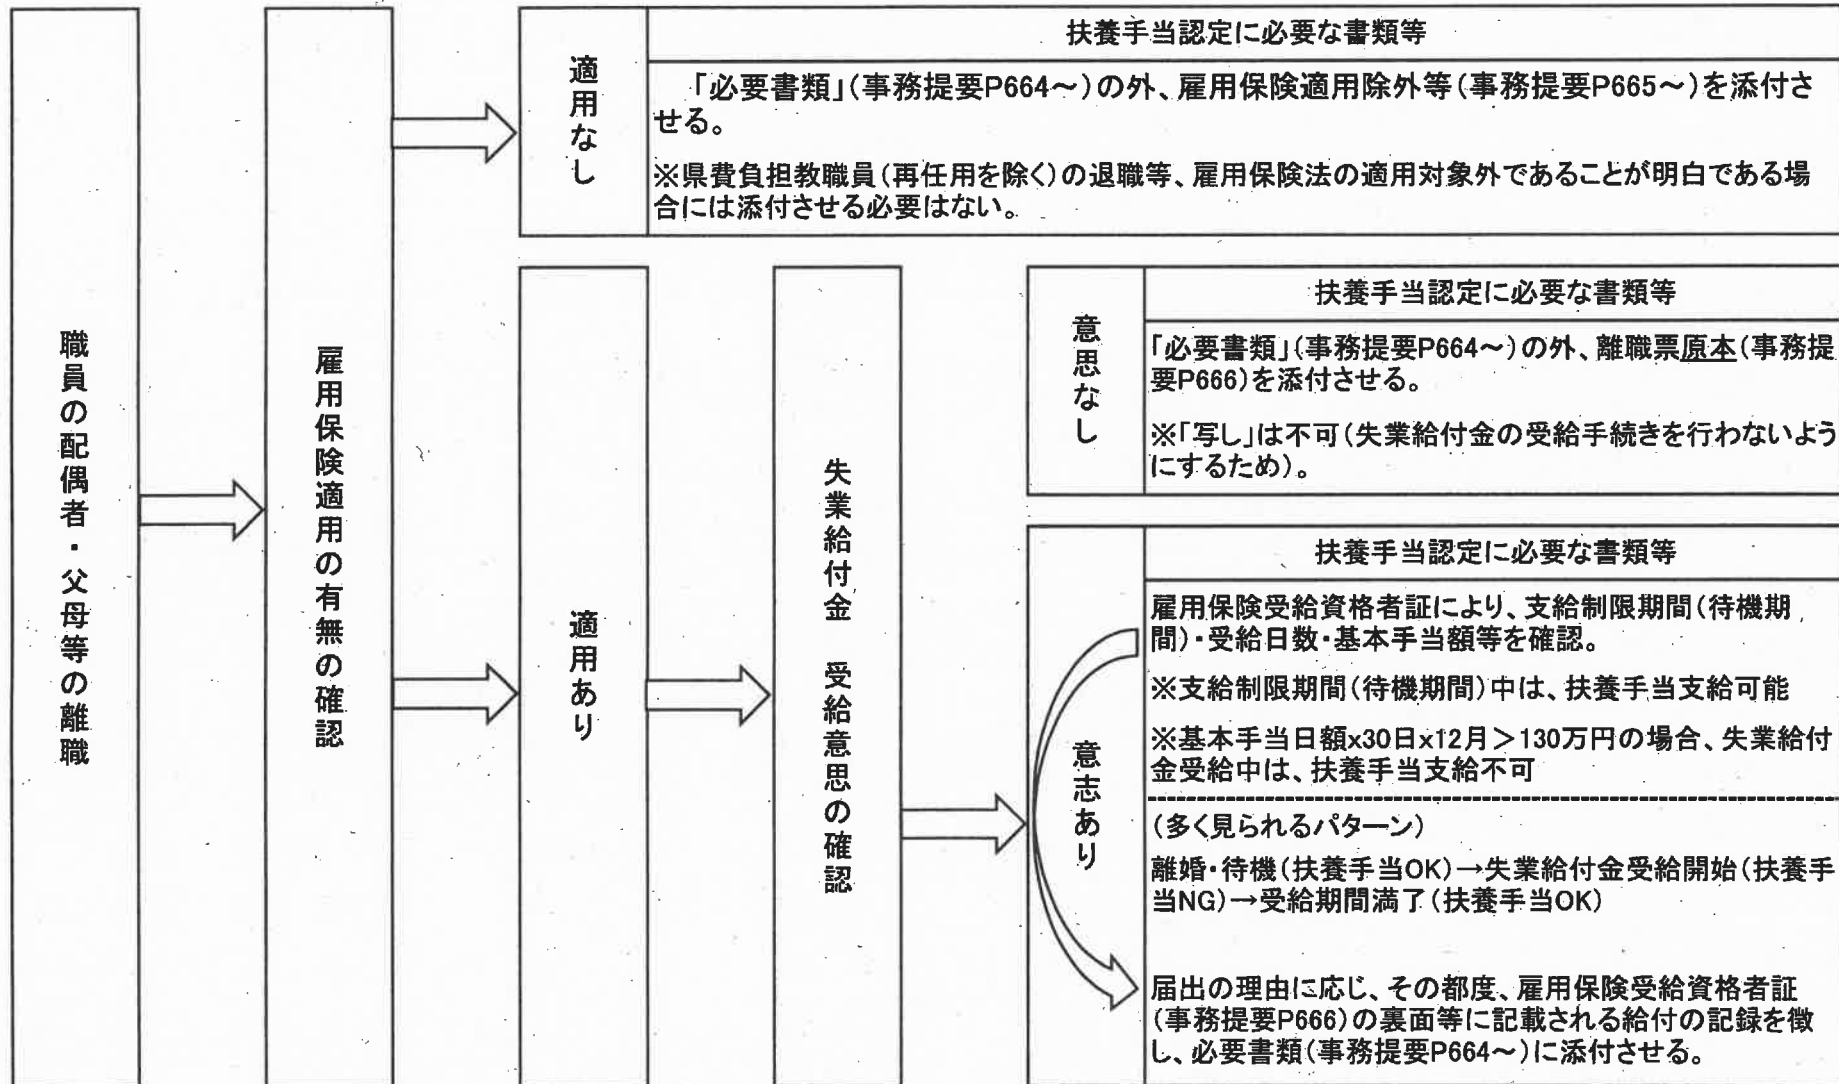 職員の配偶者・父母等の離職
雇用保険適用の有無の確認
適用なし
扶養手当認定に必要な書類等
「必要書類」(事務提要P664～)の外、雇用保険適用除外等(事務提要P665～)を添付さ
せる。
※県費負担教職員(再任用を除く)の退職等、雇用保険法の適用対象外であることが明白である場
合には添付させる必要はない。
適用あり
失業給付金　受給意思の確認
意思なし
扶養手当認定に必要な書類等
「必要書類」(事務提要P664～)の外、離職票原本(事務提
要P666)を添付させる。
※「写し」は不可(失業給付金の受給手続きを行わないよう
にするため)。
意志あり
扶養手当認定に必要な書類等
雇用保険受給資格者証により、支給制限期間(待機期
間)・受給日数・基本手当額等を確認。
※支給制限期間(待機期間)中は、扶養手当支給可能
※基本手当日額x30日x12月＞130万円の場合、失業給付
金受給中は、扶養手当支給不可
(多く見られるパターン)
離婚・待機(扶養手当OK)→失業給付金受給開始(扶養手
当NG)→受給期間満了(扶養手当OK)
届出の理由に応じ、その都度、雇用保険受給資格者証
(事務提要P666)の裏面等に記載される給付の記録を徴
し、必要書類(事務提要P664～)に添付させる。